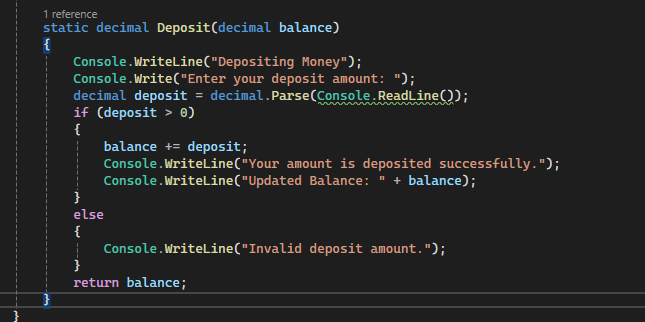 1 reference
static decimal Deposit(decimal balance)
{
Console.WriteLine("Depositing Money");
Console.Write("Enter your deposit amount: ");
decimal deposit = decimal.Parse(Console.ReadLine());
if (deposit > 0)
{
balance += deposit;
Console.WriteLine("Your amount is deposited successfully.");
Console.WriteLine("Updated Balance: " + balance);
}
else
{
Console.WriteLine("Invalid deposit amount.");
}
return balance;
}
}